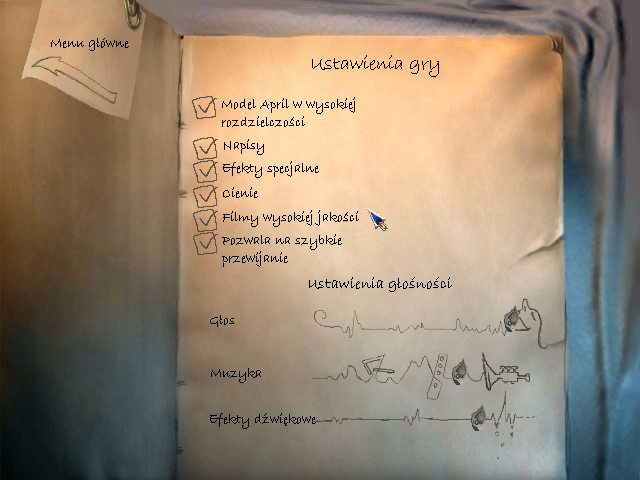 Menu główne
Ustawienia gry
Model April w wysokiej
rozdzielczości
Napisy
Efekty specjalne
Cienie
Filmy wysokiej jakości
Pozwala na szybkie
przewijanie
Ustawienia głośności
Głos
Muzyka
Efekty dźwiękowe